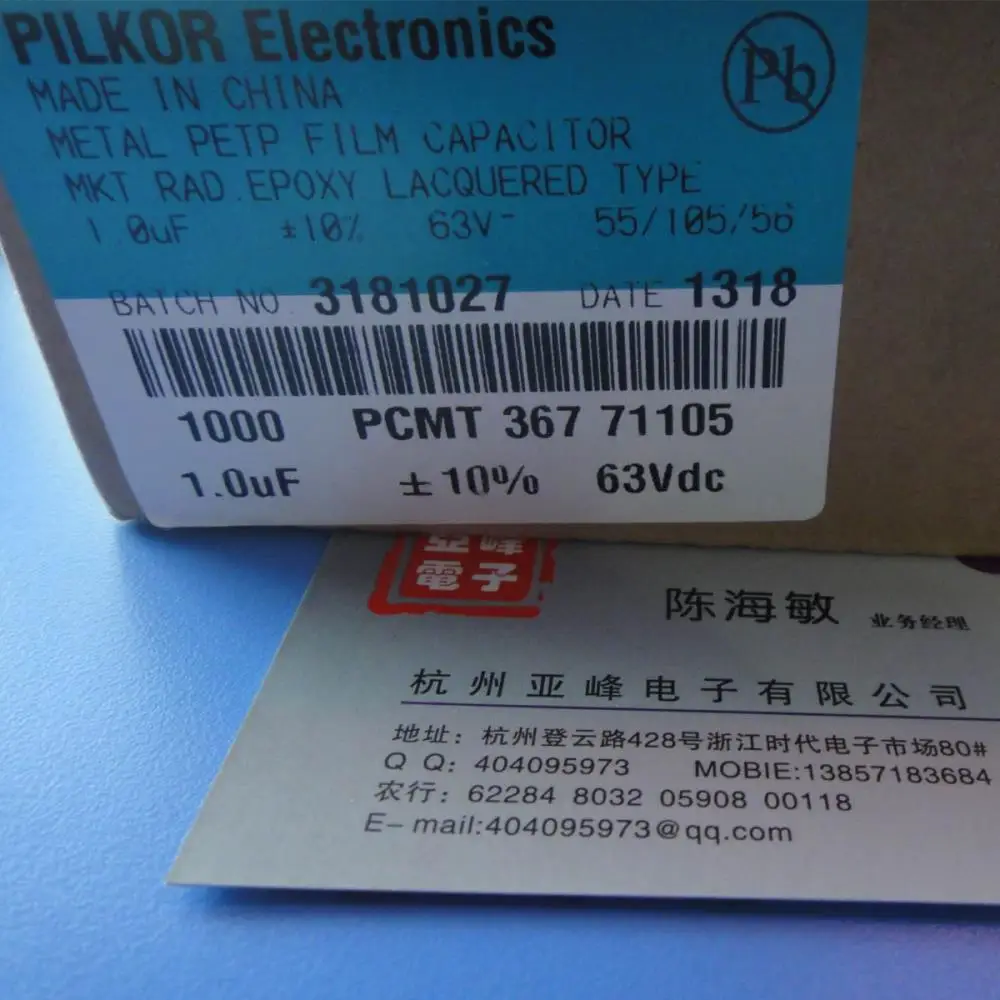 PILKOR Electronics
Pb
MADE IN CHINA
METAL PETP FILM CAPACITOR
MKT RAD.EPOXY LACQUERED TYPE
1.0uF ±10% 63V- 55/105/56
BATCH NO. 3181027 DATE 1318
1000 PCMT 367 71105
1.0uF ±10% 63Vdc
亞峰
電子
陈海敏 业务经理
杭州亚峰电子有限公司
地址：杭州登云路428号浙江时代电子市场80#
Q Q：404095973 MOBIE:13857183684
农行：62284 8032 05908 00118
E-mail:404095973@qq.com